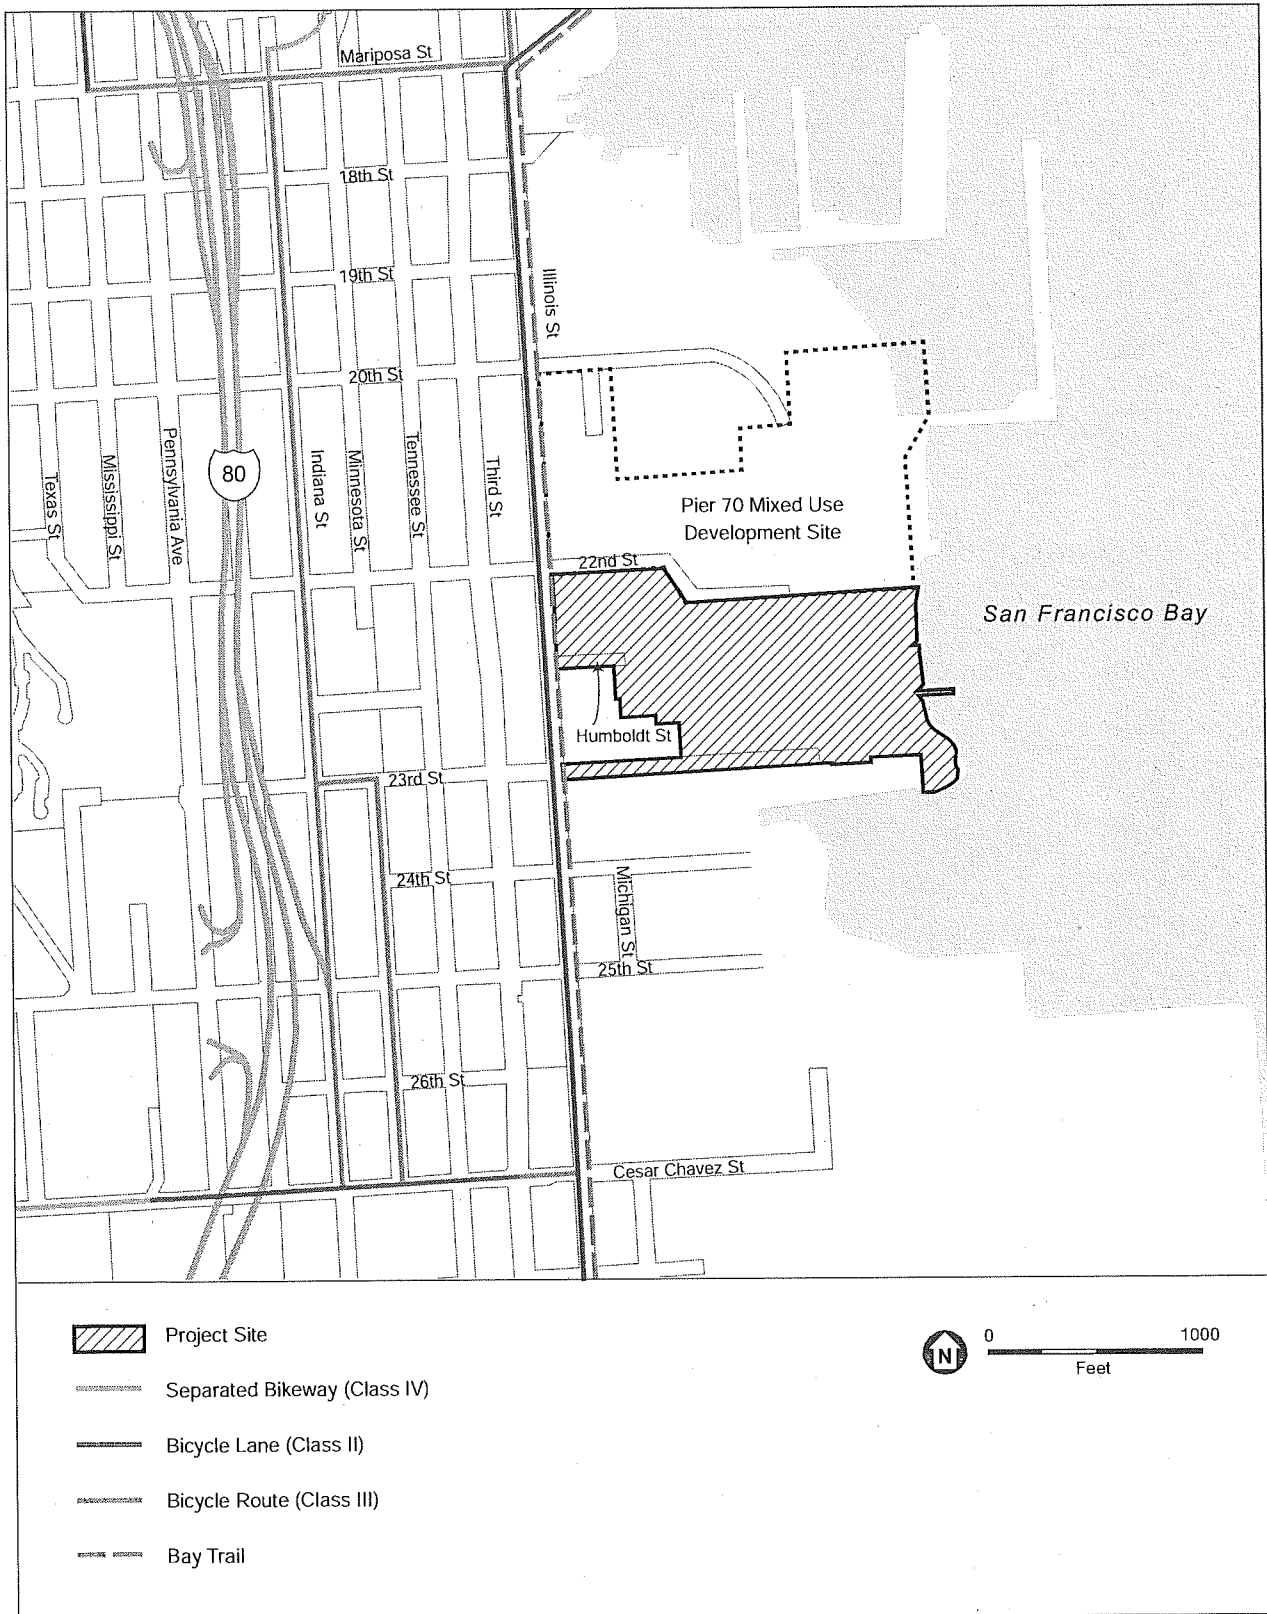 Mariposa St
18th St
19th St
Illinois St
20th St
Texas St
Mississippi St
Pennsylvania Ave
80
Indiana St
Minnesota St
Tennessee St
Third St
Pier 70 Mixed Use
Development Site
22nd St
San Francisco Bay
Humboldt St
23rd St
24th St
Michigan St
25th St
26th St
Cesar Chavez St
Project Site
Separated Bikeway (Class IV)
Bicycle Lane (Class II)
Bicycle Route (Class III)
Bay Trail
N
0 1000
Feet